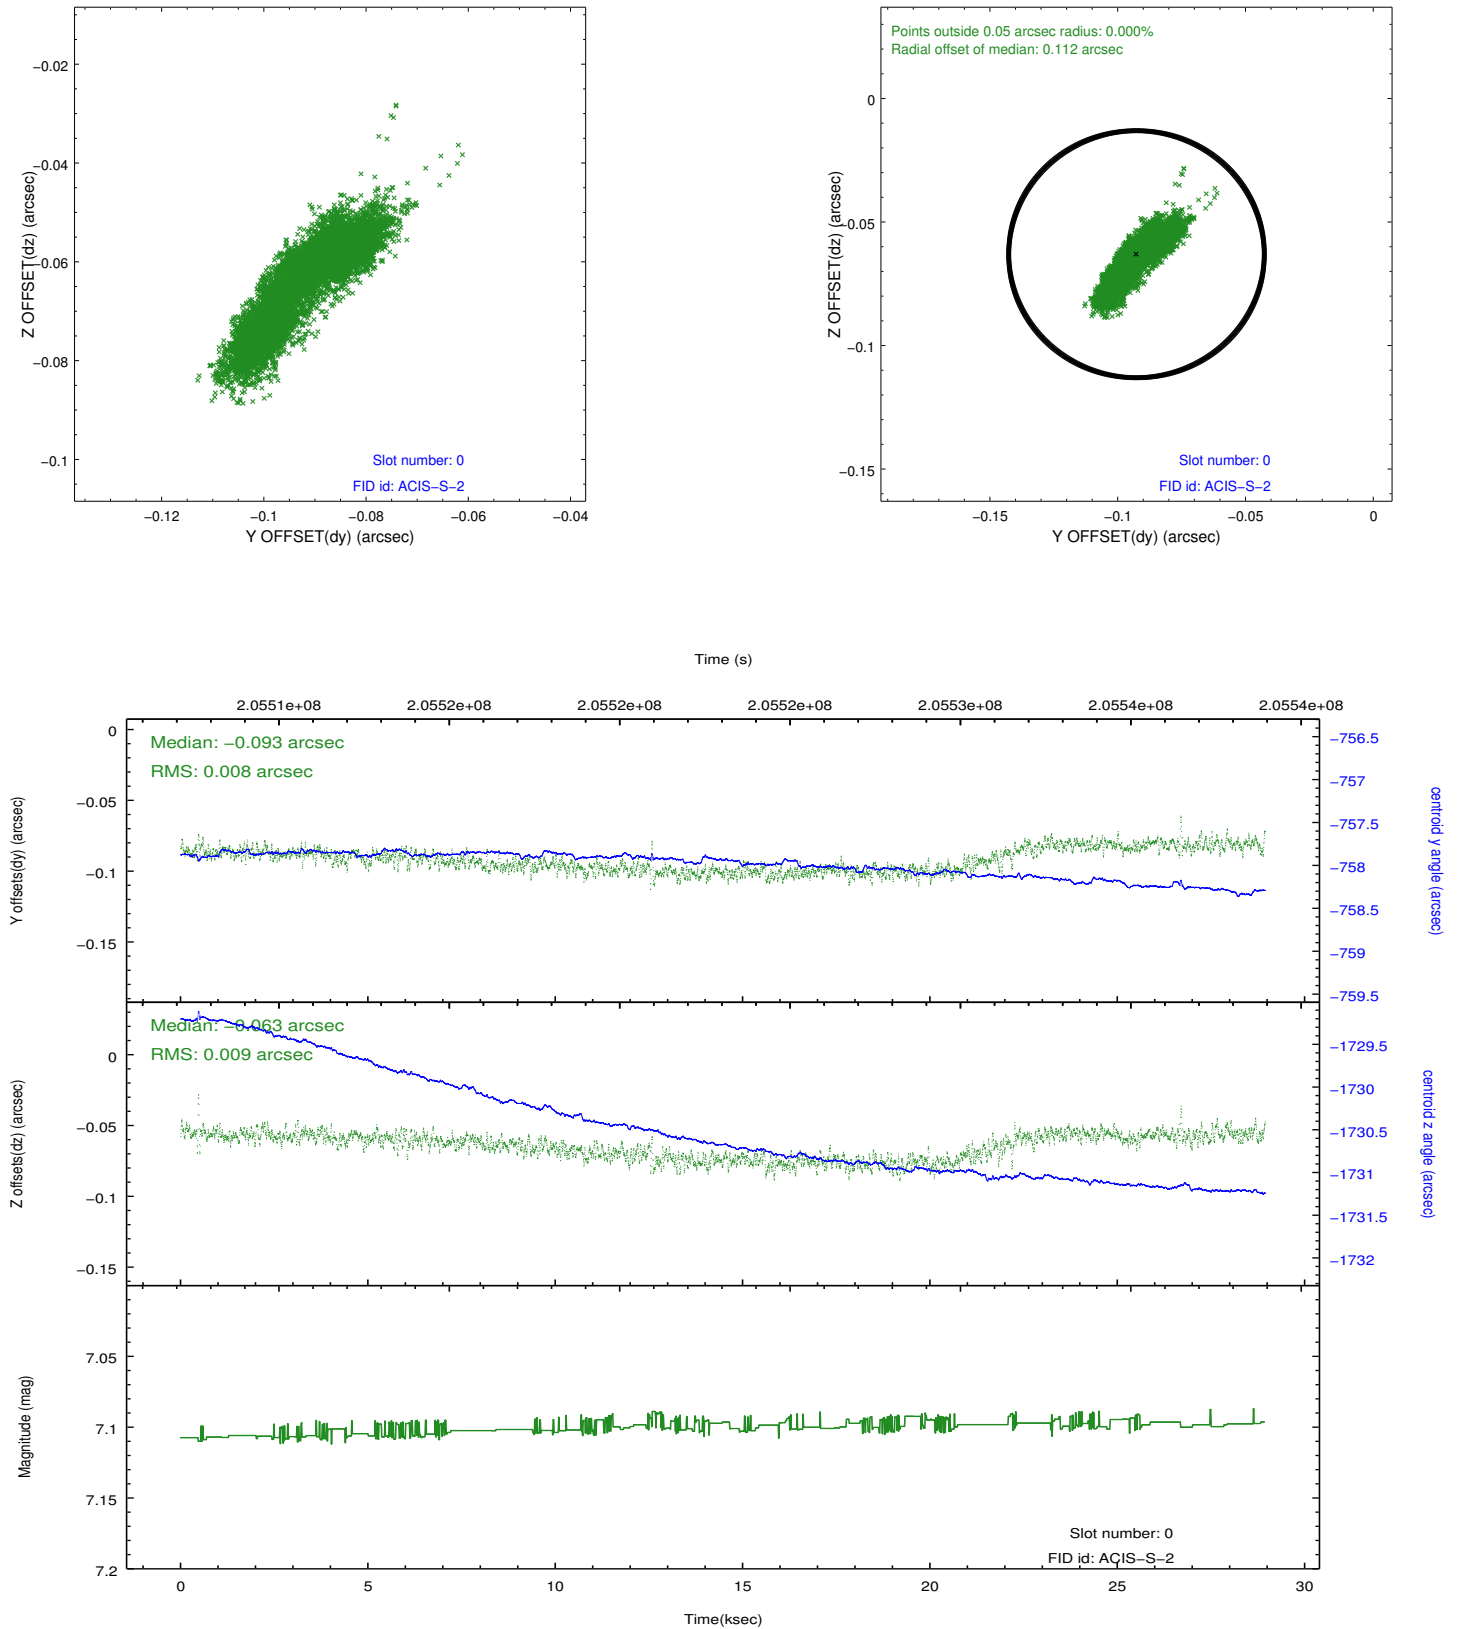 −0.02
−0.04
−0.06
−0.08
−0.1
Z OFFSET(dz) (arcsec)
Slot number: 0
FID id: ACIS−S−2
−0.12 −0.1 −0.08 −0.06 −0.04
Y OFFSET(dy) (arcsec)
Points outside 0.05 arcsec radius: 0.000%
Radial offset of median: 0.112 arcsec
0
−0.05
−0.1
−0.15
Z OFFSET(dz) (arcsec)
Slot number: 0
FID id: ACIS−S−2
−0.15 −0.1 −0.05 0
Y OFFSET(dy) (arcsec)
Time (s)
2.0551e+08 2.0552e+08 2.0552e+08 2.0552e+08 2.0553e+08 2.0554e+08 2.0554e+08
Median: −0.093 arcsec
RMS: 0.008 arcsec
0
−0.05
−0.1
−0.15
Y offsets(dy) (arcsec)
−756.5
−757
−757.5
−758
−758.5
−759
−759.5
centroid y angle (arcsec)
Median: −0.063 arcsec
RMS: 0.009 arcsec
0
−0.05
−0.1
−0.15
Z offsets(dz) (arcsec)
−1729.5
−1730
−1730.5
−1731
−1731.5
−1732
centroid z angle (arcsec)
7.05
7.1
7.15
7.2
Magnitude (mag)
Slot number: 0
FID id: ACIS−S−2
0 5 10 15 20 25 30
Time(ksec)